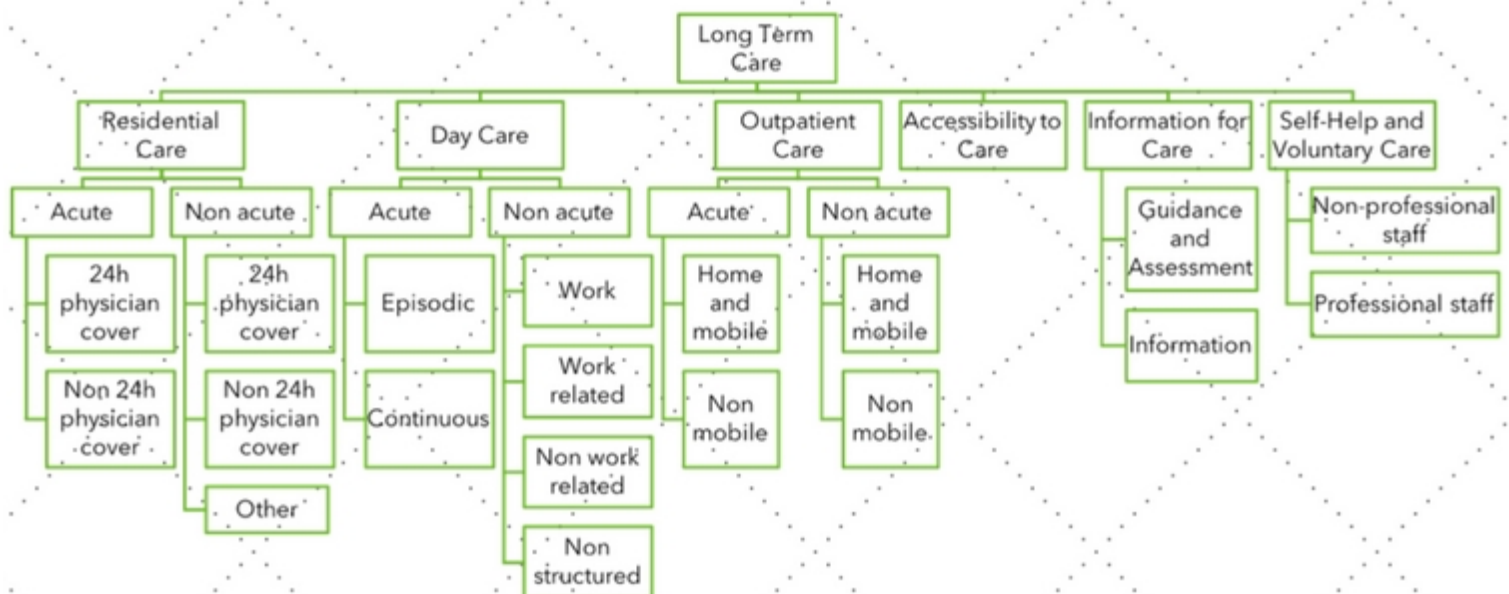 Long Term
Care
Residential
Care
Day Care
Outpatient
Care
Accessibility to
Care
Information for
Care
Self-Help and
Voluntary Care
Acute
Non acute
Acute
Non acute
Acute
Non acute
24h
physician
cover
Non 24h
physician
cover
24h
physician
cover
Non 24h
physician
cover
Other
Episodic
Continuous
Work
Work
related
Non work
related
Non
structured
Home
and
mobile
Non
mobile
Home
and
mobile
Non
mobile
Guidance
and
Assessment
Information
Non-professional
staff
Professional staff